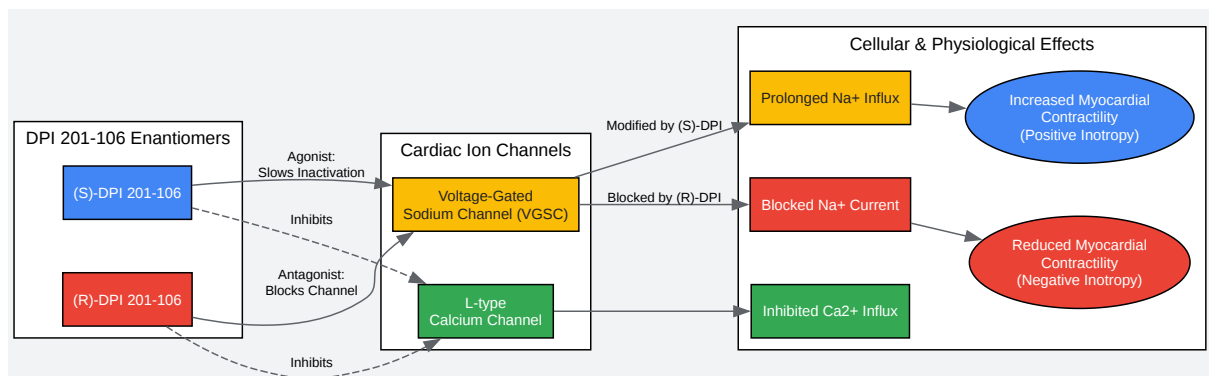 DPI 201-106 Enantiomers
(S)-DPI 201-106
(R)-DPI 201-106
Agonist:
Slows Inactivation
Inhibits
Antagonist:
Blocks Channel
Inhibits
Cardiac Ion Channels
Voltage-Gated
Sodium Channel (VGSC)
L-type
Calcium Channel
Modified by (S)-DPI
Blocked by (R)-DPI
Cellular & Physiological Effects
Prolonged Na+ Influx
Increased Myocardial
Contractility
(Positive Inotropy)
Blocked Na+ Current
Reduced Myocardial
Contractility
(Negative Inotropy)
Inhibited Ca2+ Influx